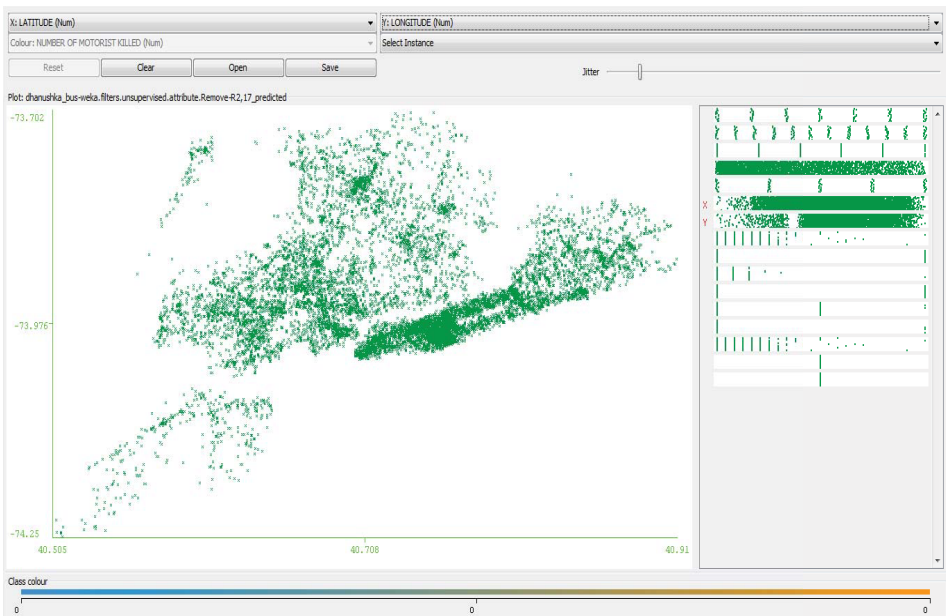 X: LATITUDE (Num)
Y: LONGITUDE (Num)
Colour: NUMBER OF MOTORIST KILLED (Num)
Select Instance
Reset
Clear
Open
Save
Jitter
Plot: dhanushka_bus-weka.filters.unsupervised.attribute.Remove-R2,17_predicted
-73.702
-73.976
-74.25
40.505
40.708
40.91
X
Y
Class colour
0
0
0